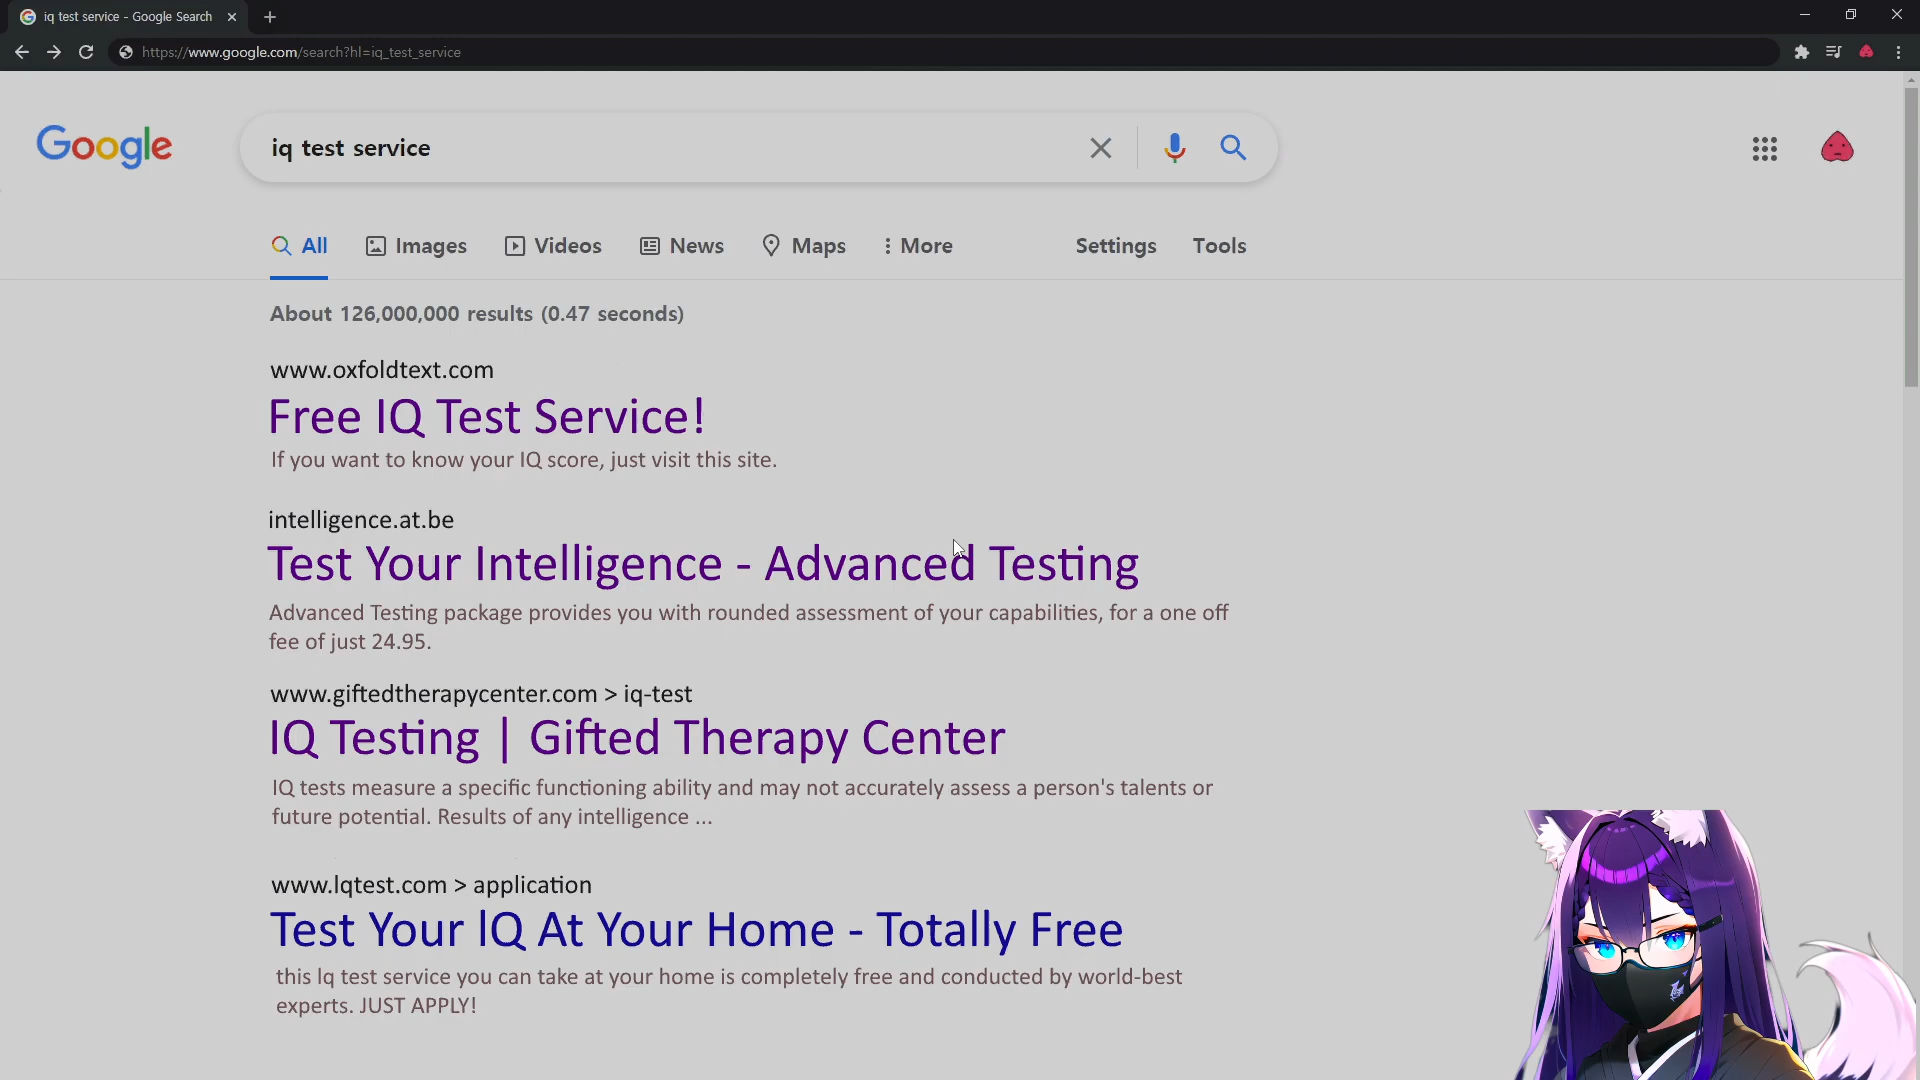 iq test service - Google Search
https://www.google.com/search?hl=iq_test_service
Google
iq test service
All Images Videos News Maps More Settings Tools
About 126,000,000 results (0.47 seconds)
www.oxfoldtext.com
Free IQ Test Service!
If you want to know your IQ score, just visit this site.
intelligence.at.be
Test Your Intelligence - Advanced Testing
Advanced Testing package provides you with rounded assessment of your capabilities, for a one off
fee of just 24.95.
www.giftedtherapycenter.com > iq-test
IQ Testing | Gifted Therapy Center
IQ tests measure a specific functioning ability and may not accurately assess a person's talents or
future potential. Results of any intelligence ...
www.lqtest.com > application
Test Your lQ At Your Home - Totally Free
this lq test service you can take at your home is completely free and conducted by world-best
experts. JUST APPLY!